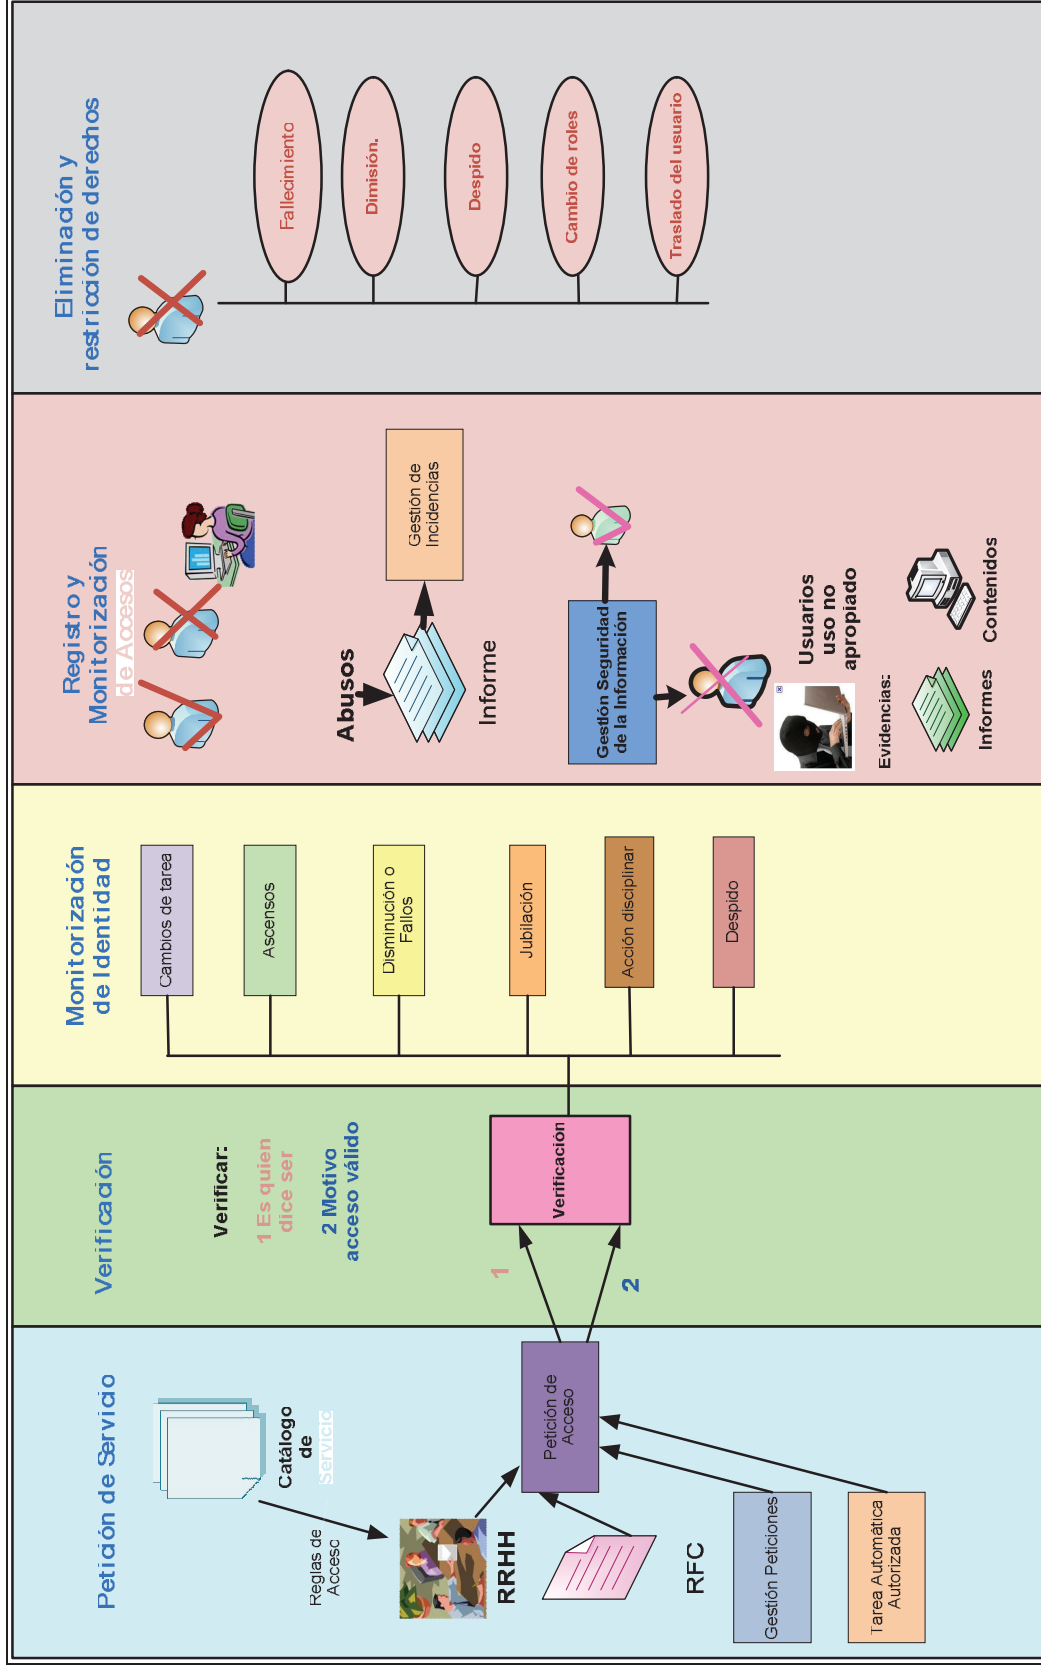 Petición de Servicio
Catálogo
de
Servicio
Reglas de
Acceso
RRHH
RFC
Petición de
Acceso
Gestión Peticiones
Tarea Automática
Autorizada
Verificación
Verificar:
1 Es quien
dice ser
2 Motivo
acceso válido
1
2
Verificación
Monitorización
de Identidad
Cambios de tarea
Ascensos
Disminución o
Fallos
Jubilación
Acción disciplinar
Despido
Registro y
Monitorización
de Accesos
Abusos
Informe
Gestión de
Incidencias
Gestión Seguridad
de la Información
Usuarios
uso no
apropiado
Evidencias:
Informes
Contenidos
Eliminación y
restricción de derechos
Fallecimiento
Dimisión.
Despido
Cambio de roles
Traslado del usuario